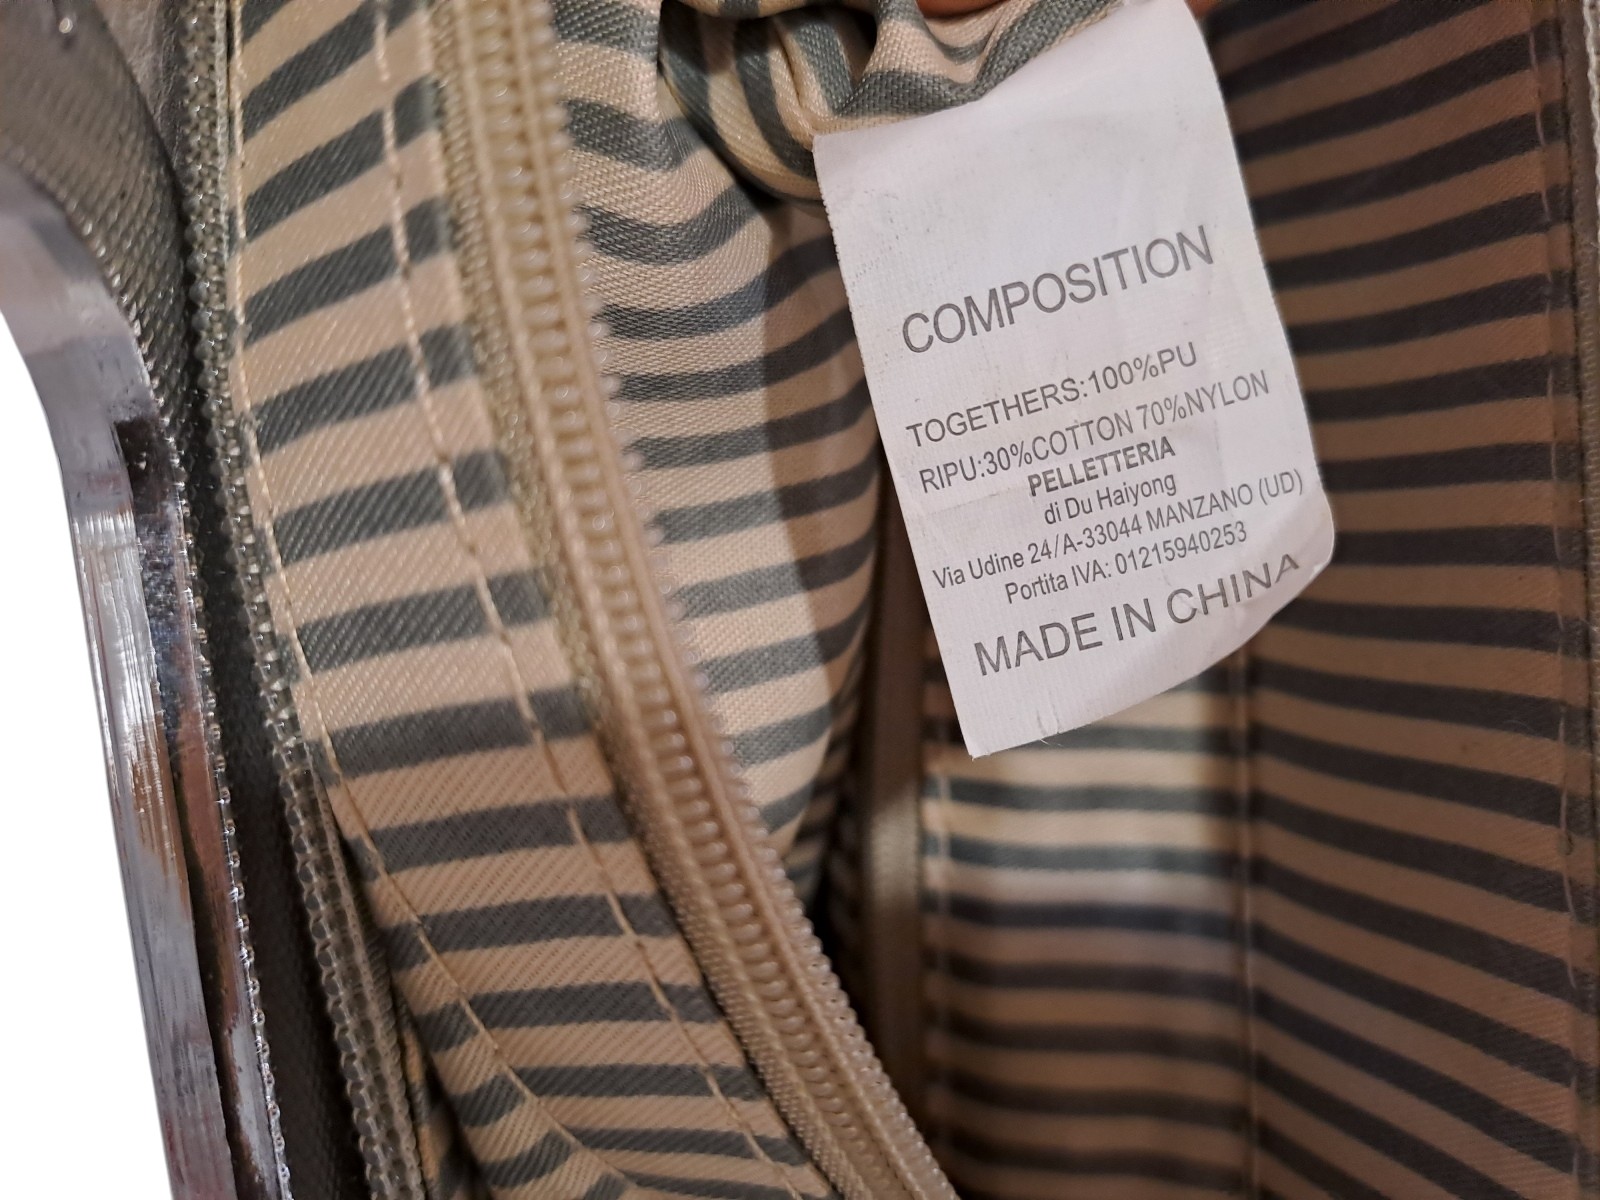 COMPOSITION
TOGETHERS:100%PU
RIPU:30%COTTON 70%NYLON
PELLETTERIA
di Du Haiyong
Via Udine 24/A-33044 MANZANO (UD)
Portita IVA: 01215940253
MADE IN CHINA